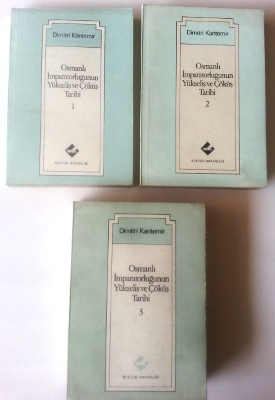 Dimitri Kantemir
Osmanlı
İmparatorluğunun
Yükseliş ve Çöküş
Tarihi
1
KÜLTÜR BAKANLIĞI
Dimitri Kantemir
Osmanlı
İmparatorluğunun
Yükseliş ve Çöküş
Tarihi
2
KÜLTÜR BAKANLIĞI
Dimitri Kantemir
Osmanlı
İmparatorluğunun
Yükseliş ve Çöküş
Tarihi
3
KÜLTÜR BAKANLIĞI